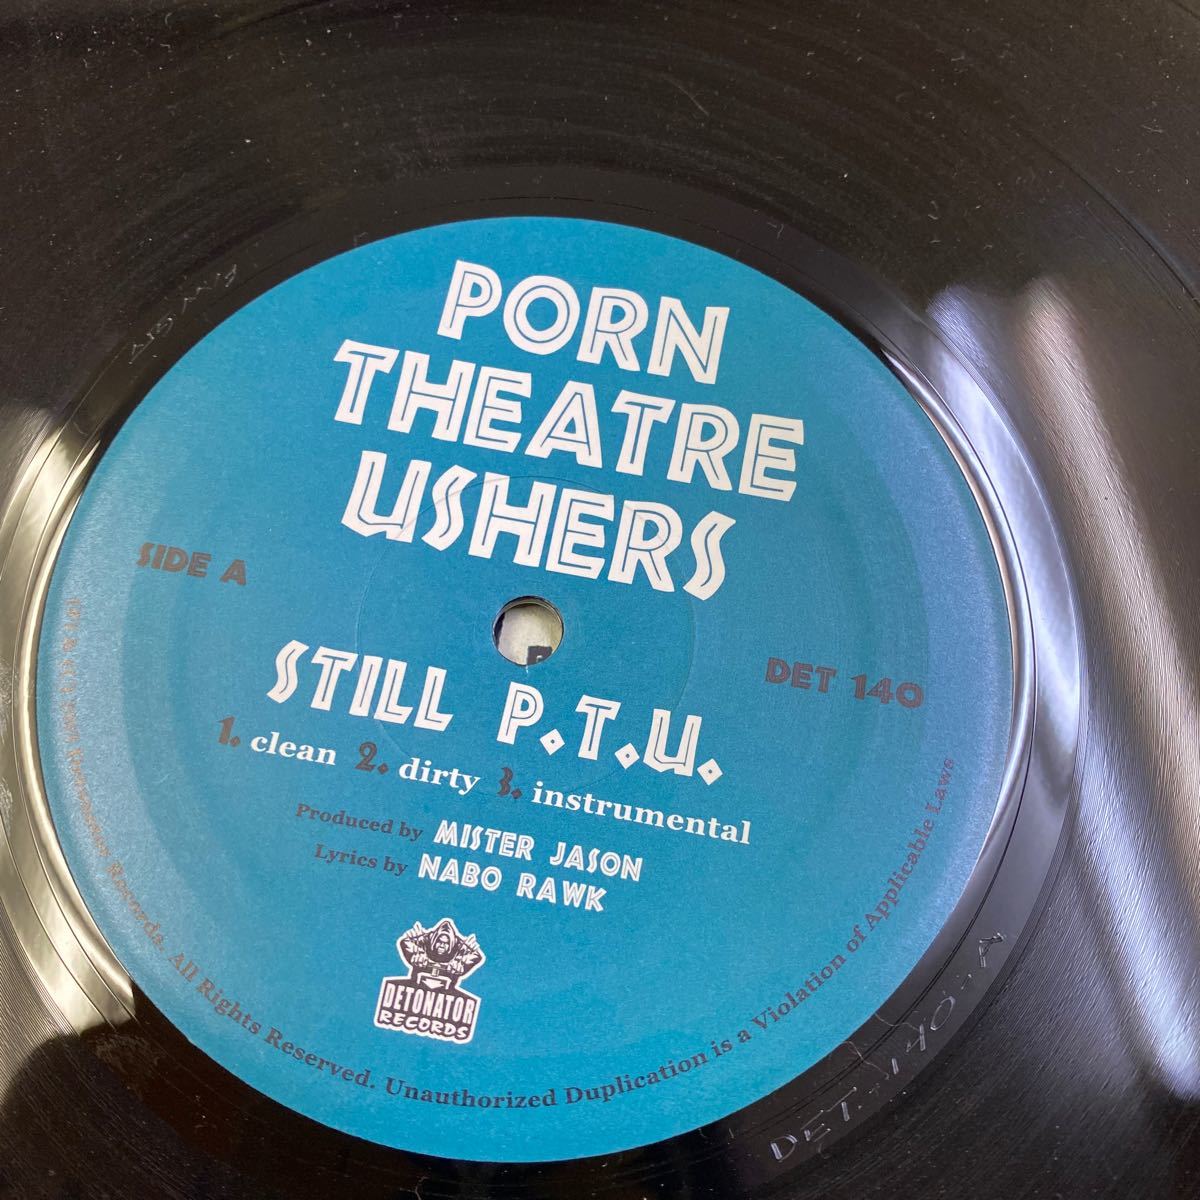 PORN
THEATRE
USHERS
SIDE A
DET 140
STILL P.T.U.
1. clean 2. dirty 3. instrumental
Produced by MISTER JASON
Lyrics by NABO RAWK
DETONATOR
RECORDS
Records. All Rights Reserved. Unauthorized Duplication is a Violation of Applicable Laws
DET-140-A